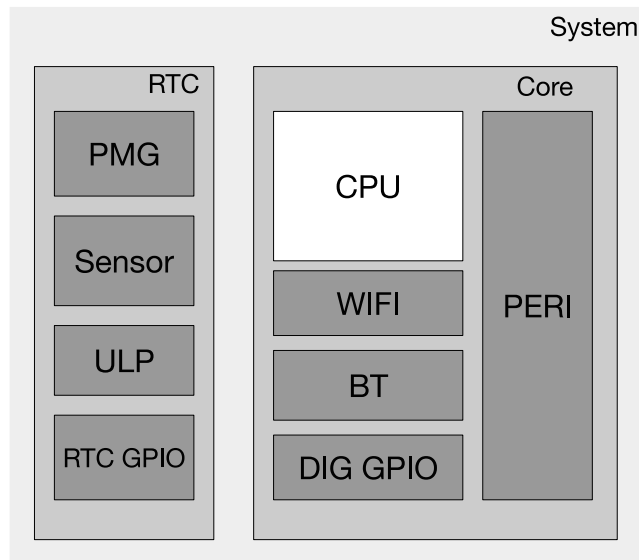 System
RTC
PMG
Sensor
ULP
RTC GPIO
Core
CPU
WIFI
BT
DIG GPIO
PERI